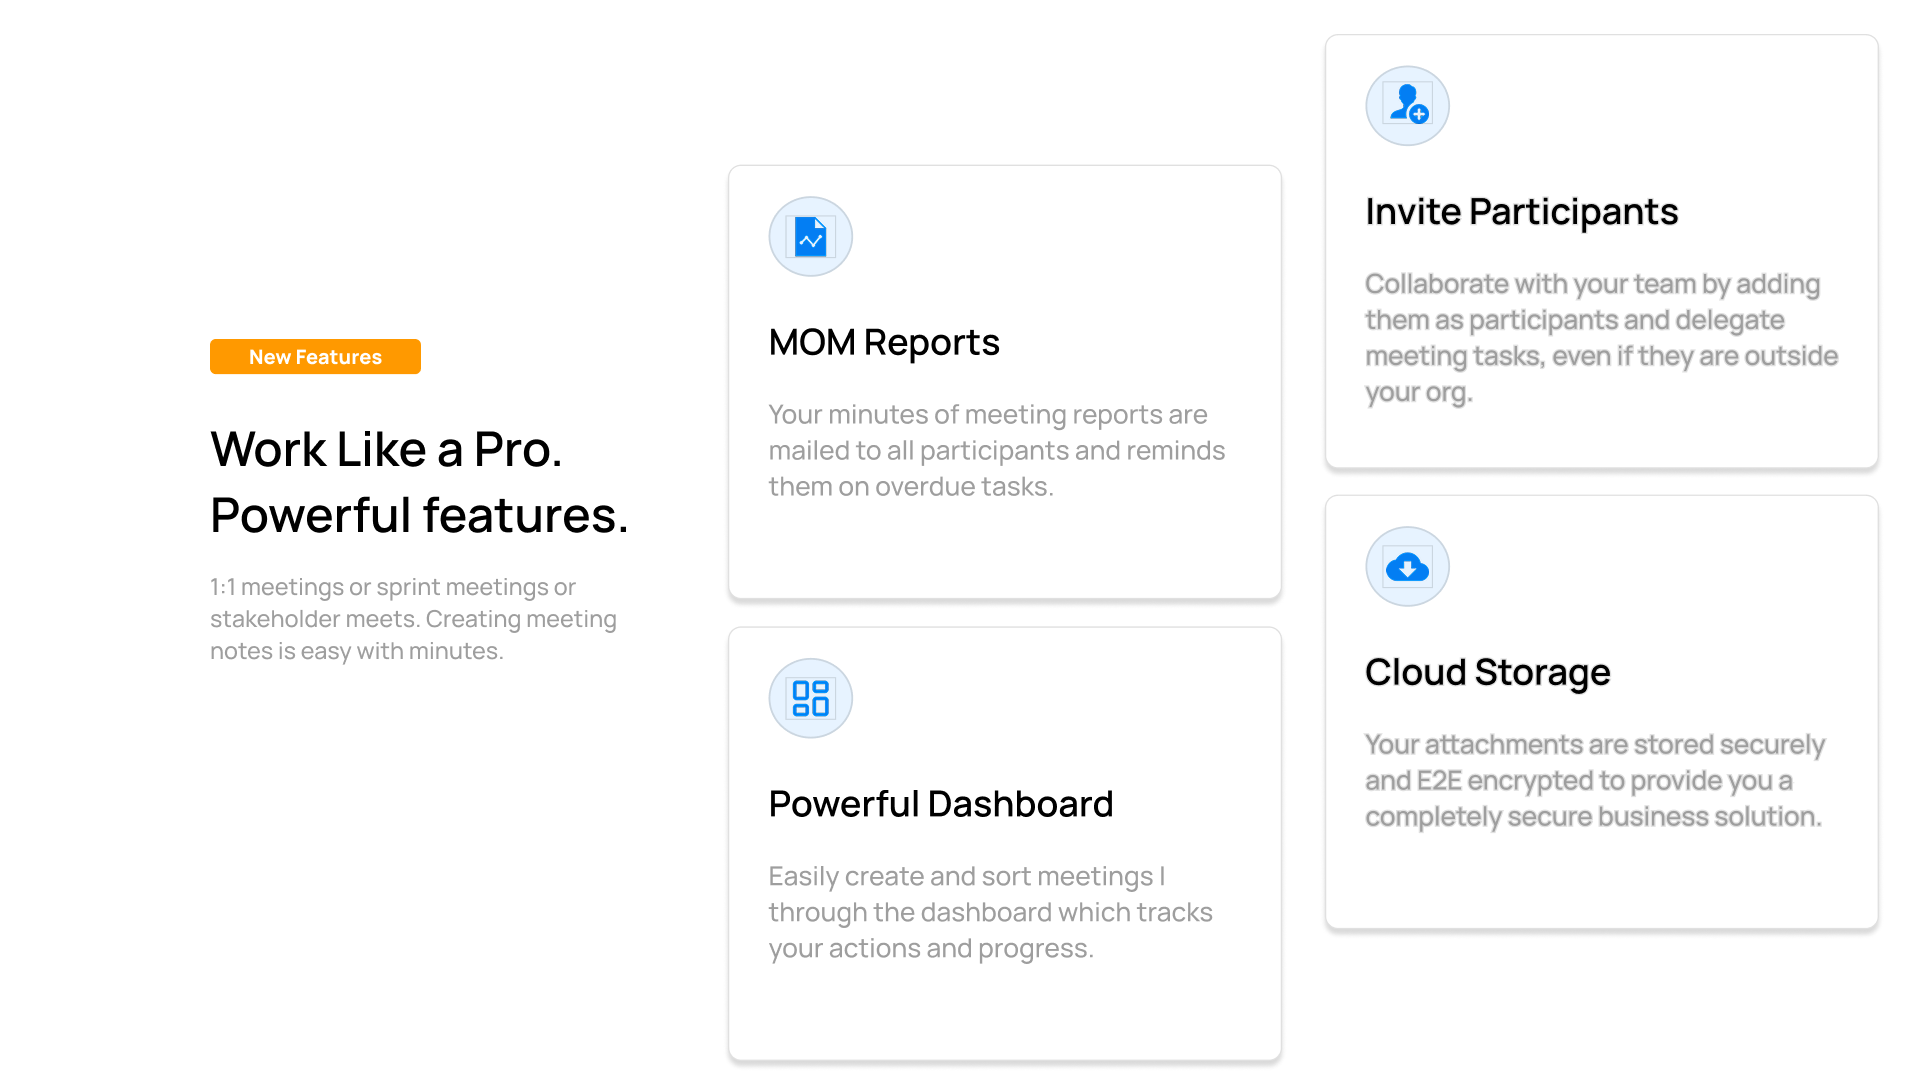 New Features
Work Like a Pro.
Powerful features.
1:1 meetings or sprint meetings or
stakeholder meets. Creating meeting
notes is easy with minutes.
MOM Reports
Your minutes of meeting reports are
mailed to all participants and reminds
them on overdue tasks.
Powerful Dashboard
Easily create and sort meetings l
through the dashboard which tracks
your actions and progress.
Invite Participants
Collaborate with your team by adding
them as participants and delegate
meeting tasks, even if they are outside
your org.
Cloud Storage
Your attachments are stored securely
and E2E encrypted to provide you a
completely secure business solution.